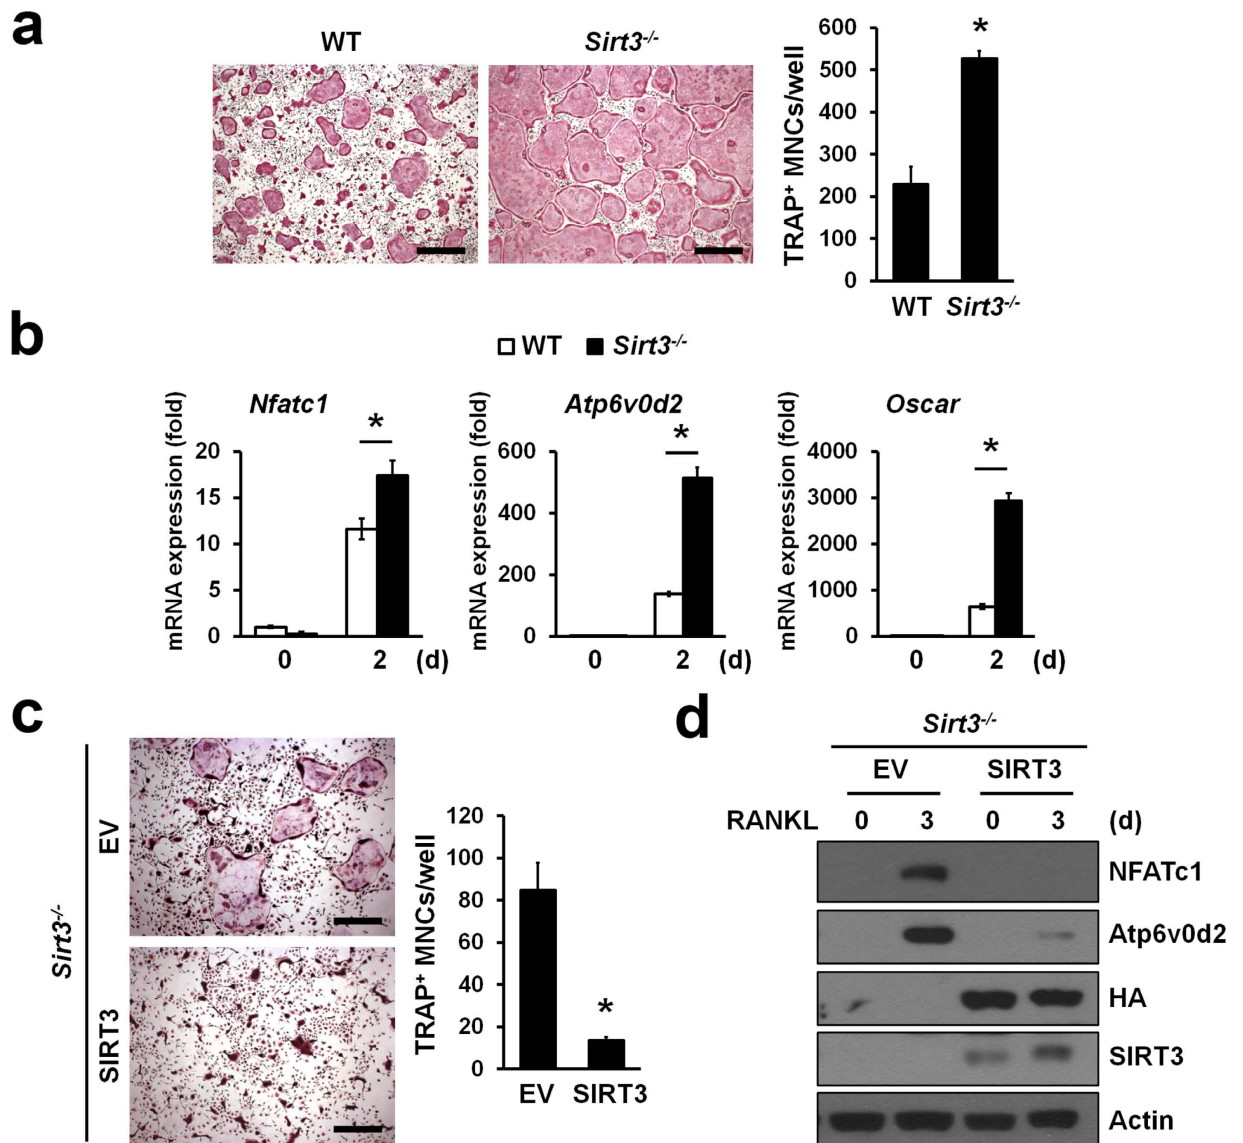 a
WT
Sirt3-/-
TRAP+ MNCs/well
600
500
400
300
200
100
0
*
WT Sirt3-/-
b
WT Sirt3-/-
Nfatc1
mRNA expression (fold)
20
15
10
5
0
*
0 2 (d)
Atp6v0d2
mRNA expression (fold)
600
400
200
0
*
0 2 (d)
Oscar
mRNA expression (fold)
4000
3000
2000
1000
0
*
0 2 (d)
c
Sirt3-/-
EV
SIRT3
TRAP+ MNCs/well
120
100
80
60
40
20
0
*
EV SIRT3
d
Sirt3-/-
EV SIRT3
RANKL 0 3 0 3 (d)
NFATc1
Atp6v0d2
HA
SIRT3
Actin